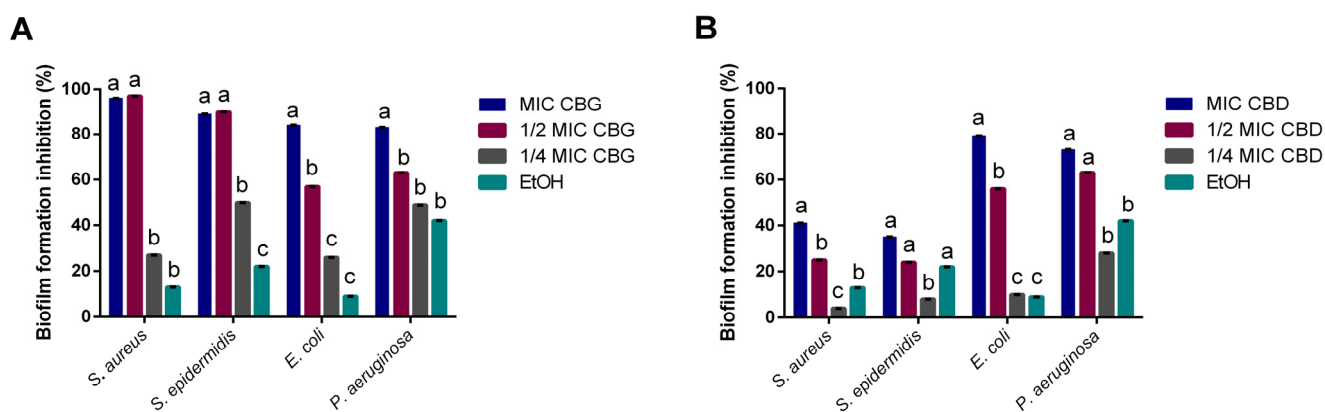 A
Biofilm formation inhibition (%)
100
80
60
40
20
0
a a b b
a a b c
a b c c
a b b b
S. aureus
S. epidermidis
E. coli
P. aeruginosa
MIC CBG
1/2 MIC CBG
1/4 MIC CBG
EtOH
B
Biofilm formation inhibition (%)
100
80
60
40
20
0
a b c b
a a b a
a b c c
a a b b
S. aureus
S. epidermidis
E. coli
P. aeruginosa
MIC CBD
1/2 MIC CBD
1/4 MIC CBD
EtOH